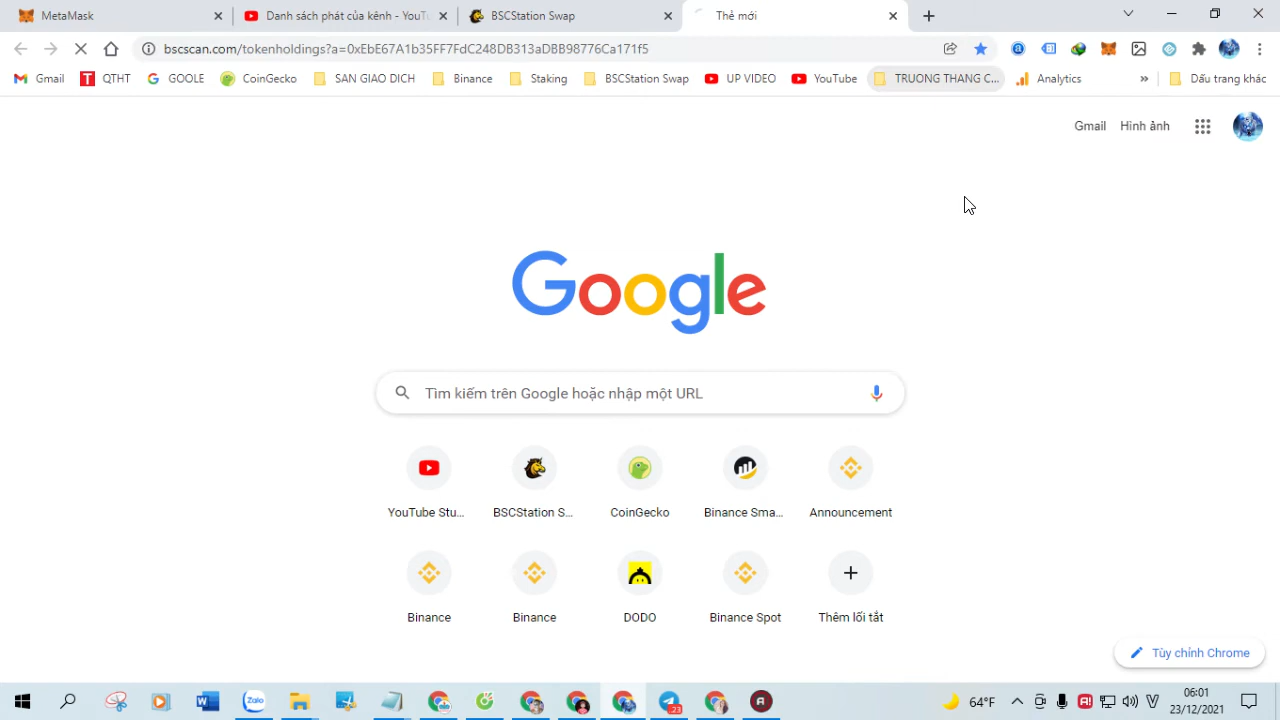 MetaMask
Danh sách phát của kênh - YouT
BSCStation Swap
Thẻ mới
bscscan.com/tokenholdings?a=0xEbE67A1b35FF7FdC248DB313aDBB98776Ca171f5
Gmail
QTHT
GOOLE
CoinGecko
SAN GIAO DICH
Binance
Staking
BSCStation Swap
UP VIDEO
YouTube
TRUONG THANG C...
Analytics
»
Dấu trang khác
Gmail
Hình ảnh
Google
Tìm kiếm trên Google hoặc nhập một URL
YouTube Stu...
BSCStation S...
CoinGecko
Binance Sma...
Announcement
Binance
Binance
DODO
Binance Spot
Thêm lối tắt
Tùy chỉnh Chrome
Zalo
23
64°F
06:01
23/12/2021